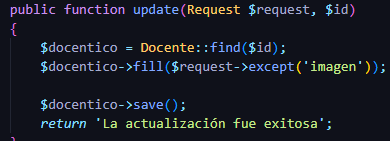 public function update(Request $request, $id)
{
    $docentico = Docente::find($id);
    $docentico->fill($request->except('imagen'));

    $docentico->save();
    return 'La actualización fue exitosa';
}